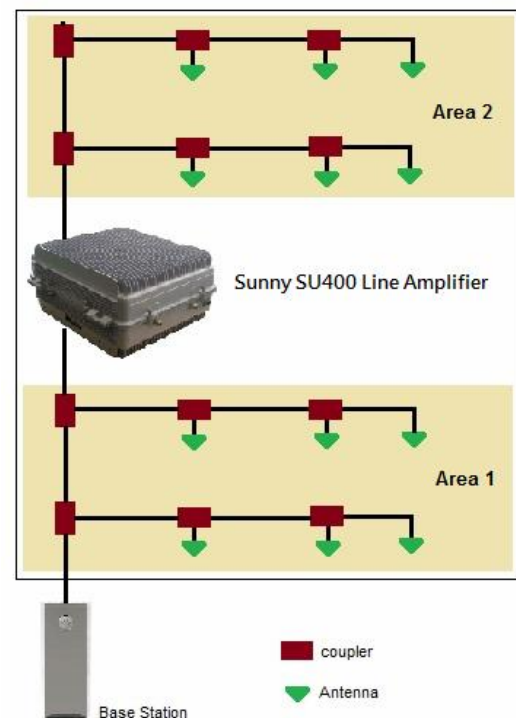 Area 2
Sunny SU400 Line Amplifier
Area 1
coupler
Antenna
Base Station